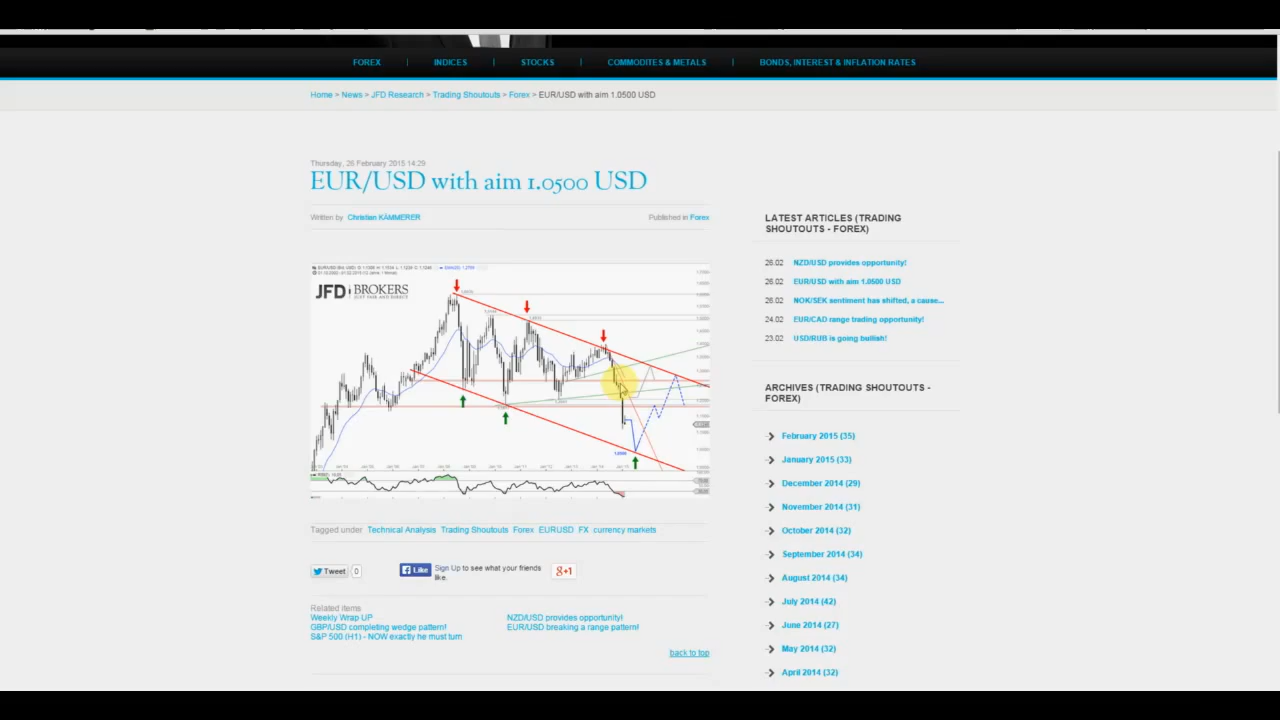 FOREX | INDICES | STOCKS | COMMODITES & METALS | BONDS, INTEREST & INFLATION RATES
Home > News > JFD Research > Trading Shoutouts > Forex > EUR/USD with aim 1.0500 USD
Thursday, 26 February 2015 14:29
EUR/USD with aim 1.0500 USD
Written by Christian KÄMMERER
Published in Forex
JFD BROKERS
JUST FAIR AND DIRECT
Tagged under Technical Analysis Trading Shoutouts Forex EURUSD FX currency markets
Tweet 0
Like
Sign Up to see what your friends
like.
g+1
Related items
Weekly Wrap UP
GBP/USD completing wedge pattern!
S&P 500 (H1) - NOW exactly he must turn
NZD/USD provides opportunity!
EUR/USD breaking a range pattern!
back to top
LATEST ARTICLES (TRADING
SHOUTOUTS - FOREX)
26.02 NZD/USD provides opportunity!
26.02 EUR/USD with aim 1.0500 USD
26.02 NOK/SEK sentiment has shifted, a cause...
24.02 EUR/CAD range trading opportunity!
23.02 USD/RUB is going bullish!
ARCHIVES (TRADING SHOUTOUTS -
FOREX)
February 2015 (35)
January 2015 (33)
December 2014 (29)
November 2014 (31)
October 2014 (32)
September 2014 (34)
August 2014 (34)
July 2014 (42)
June 2014 (27)
May 2014 (32)
April 2014 (32)